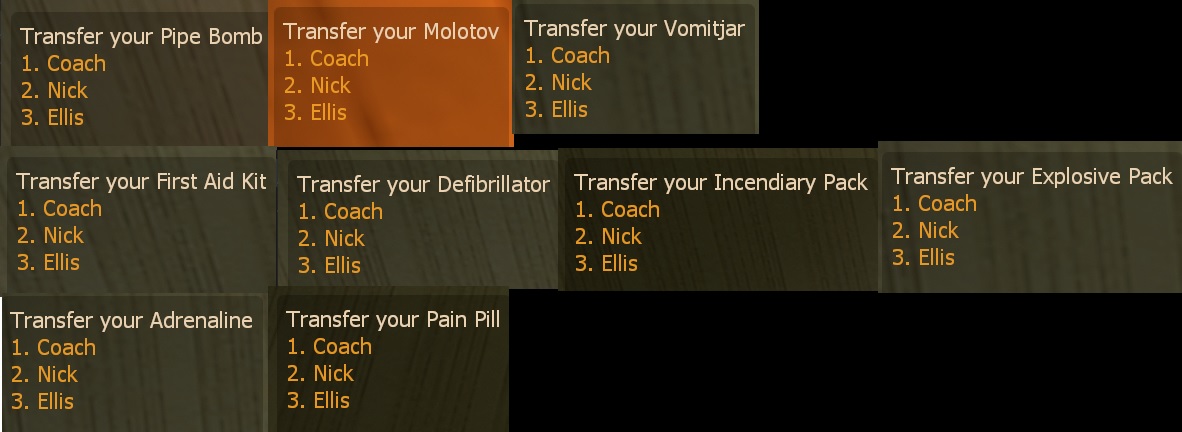 Transfer your Pipe Bomb
1. Coach
2. Nick
3. Ellis
Transfer your Molotov
1. Coach
2. Nick
3. Ellis
Transfer your Vomitjar
1. Coach
2. Nick
3. Ellis
Transfer your First Aid Kit
1. Coach
2. Nick
3. Ellis
Transfer your Defibrillator
1. Coach
2. Nick
3. Ellis
Transfer your Incendiary Pack
1. Coach
2. Nick
3. Ellis
Transfer your Explosive Pack
1. Coach
2. Nick
3. Ellis
Transfer your Adrenaline
1. Coach
2. Nick
3. Ellis
Transfer your Pain Pill
1. Coach
2. Nick
3. Ellis